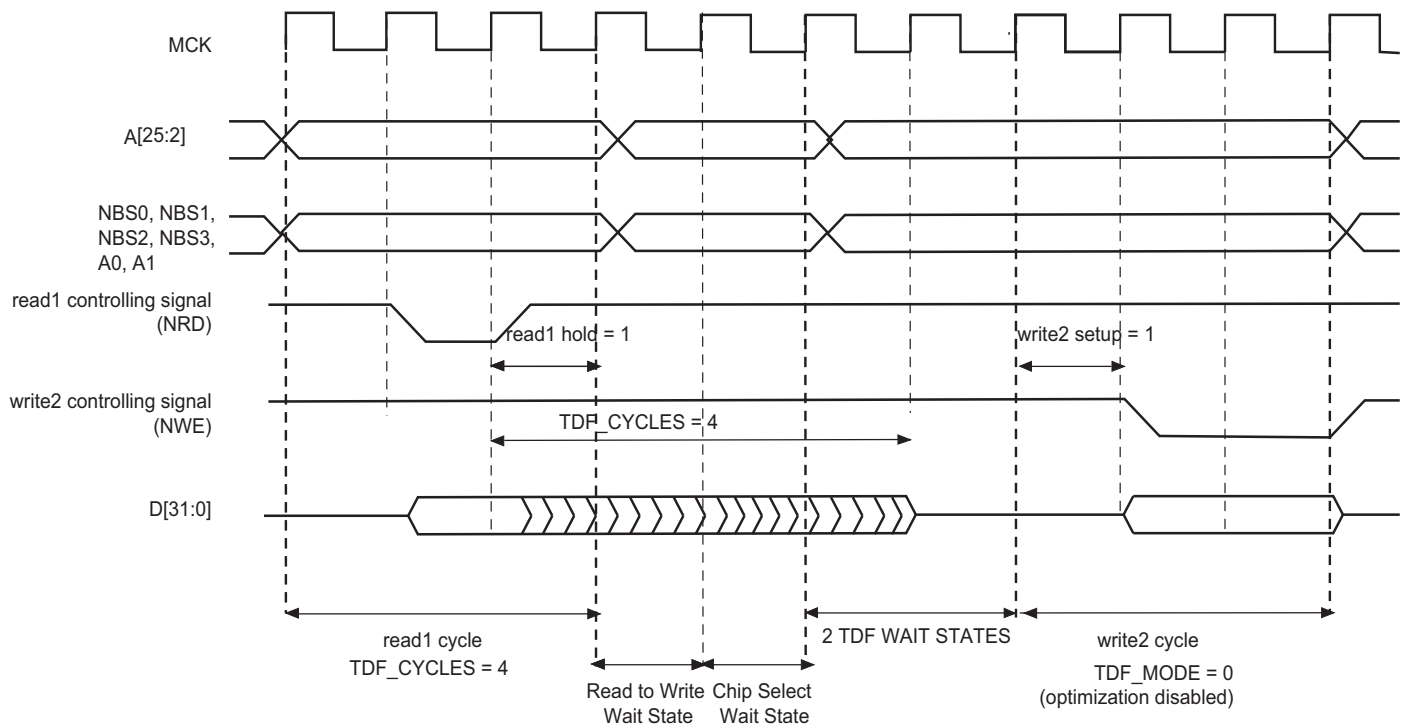 MCK
A[25:2]
NBS0, NBS1,
NBS2, NBS3,
A0, A1
read1 controlling signal
(NRD)
read1 hold = 1
write2 setup = 1
write2 controlling signal
(NWE)
TDF_CYCLES = 4
D[31:0]
read1 cycle
TDF_CYCLES = 4
Read to Write
Wait State
Chip Select
Wait State
2 TDF WAIT STATES
write2 cycle
TDF_MODE = 0
(optimization disabled)